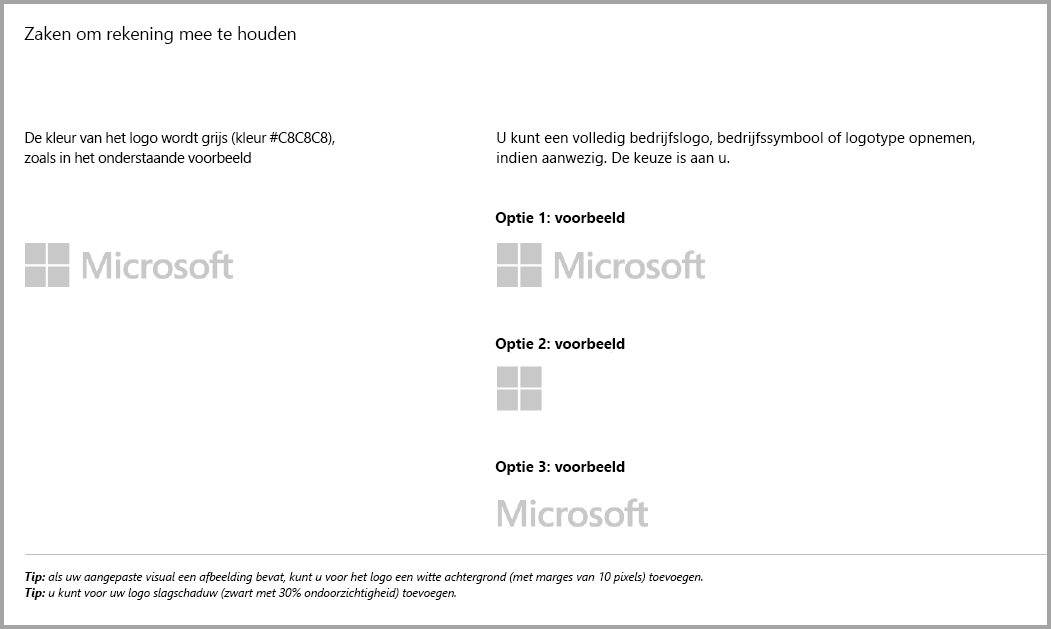 Zaken om rekening mee te houden
De kleur van het logo wordt grijs (kleur #C8C8C8),
zoals in het onderstaande voorbeeld
Microsoft
U kunt een volledig bedrijfslogo, bedrijfssymbool of logotype opnemen,
indien aanwezig. De keuze is aan u.
Optie 1: voorbeeld
Microsoft
Optie 2: voorbeeld
Optie 3: voorbeeld
Microsoft
Tip: als uw aangepaste visual een afbeelding bevat, kunt u voor het logo een witte achtergrond (met marges van 10 pixels) toevoegen.
Tip: u kunt voor uw logo slagschaduw (zwart met 30% ondoorzichtigheid) toevoegen.